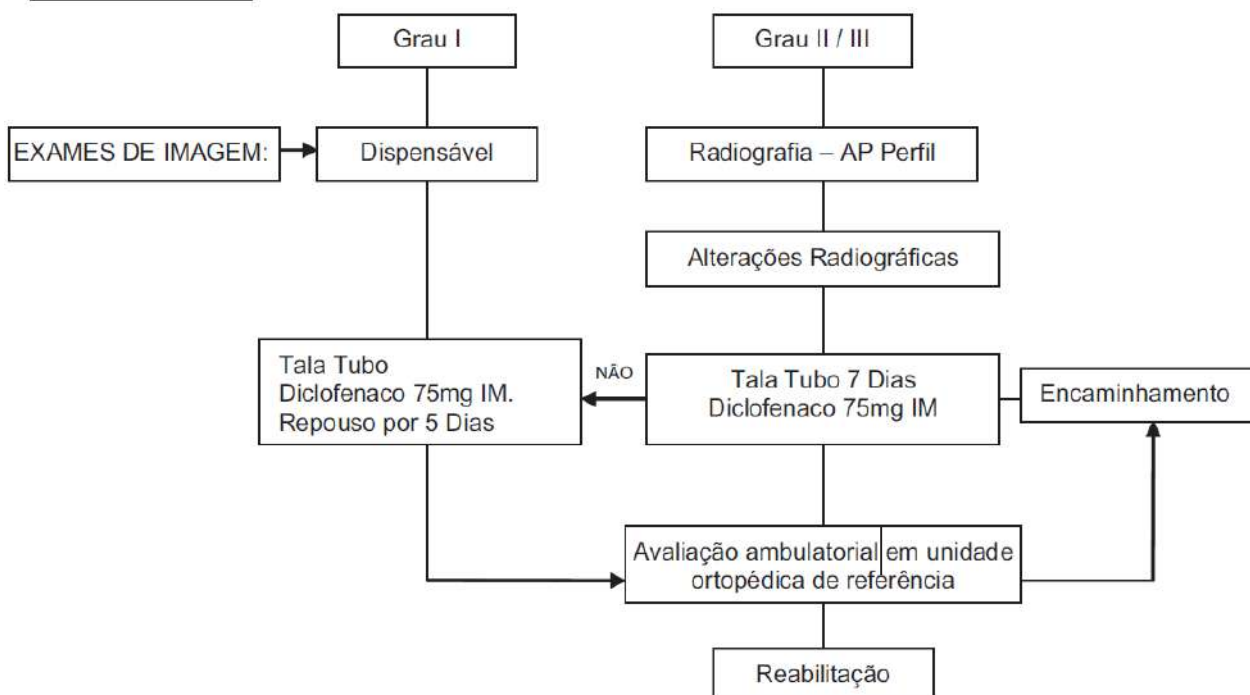 Grau I
Grau II / III
EXAMES DE IMAGEM:
Dispensável
Radiografia – AP Perfil
Alterações Radiográficas
Tala Tubo
Diclofenaco 75mg IM.
Repouso por 5 Dias
NÃO
Tala Tubo 7 Dias
Diclofenaco 75mg IM
Encaminhamento
Avaliação ambulatorial em unidade
ortopédica de referência
Reabilitação